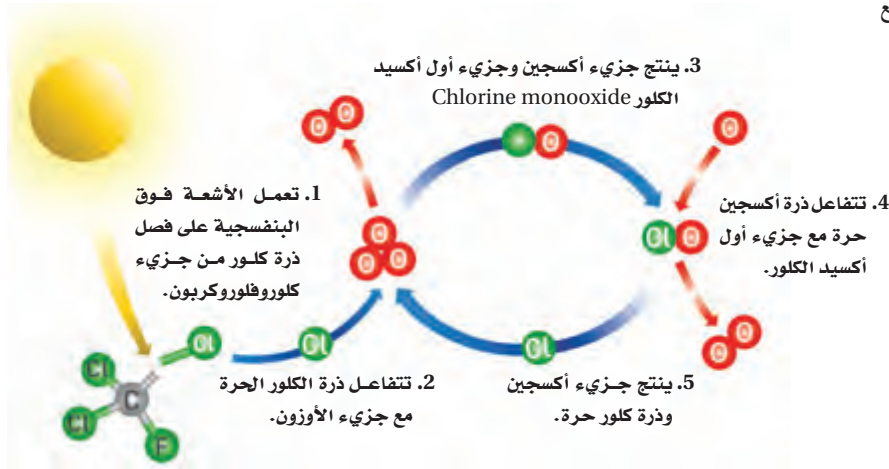 ع
3. ينتج جزيء أكسجين وجزيء أول أكسيد
الكلور Chlorine monooxide
1. تعمل الأشعة فوق
البنفسجية على فصل
ذرة كلور من جزيء
كلوروفلوروكربون.
4. تتفاعل ذرة أكسجين
حرة مع جزيء أول
أكسيد الكلور.
2. تتفاعل ذرة الكلور الحرة
مع جزيء الأوزون.
5. ينتج جزيء أكسجين
وذرة كلور حرة.
O O
O
O O O
O
Cl O
O O
Cl
Cl
Cl
Cl
Cl
C
F